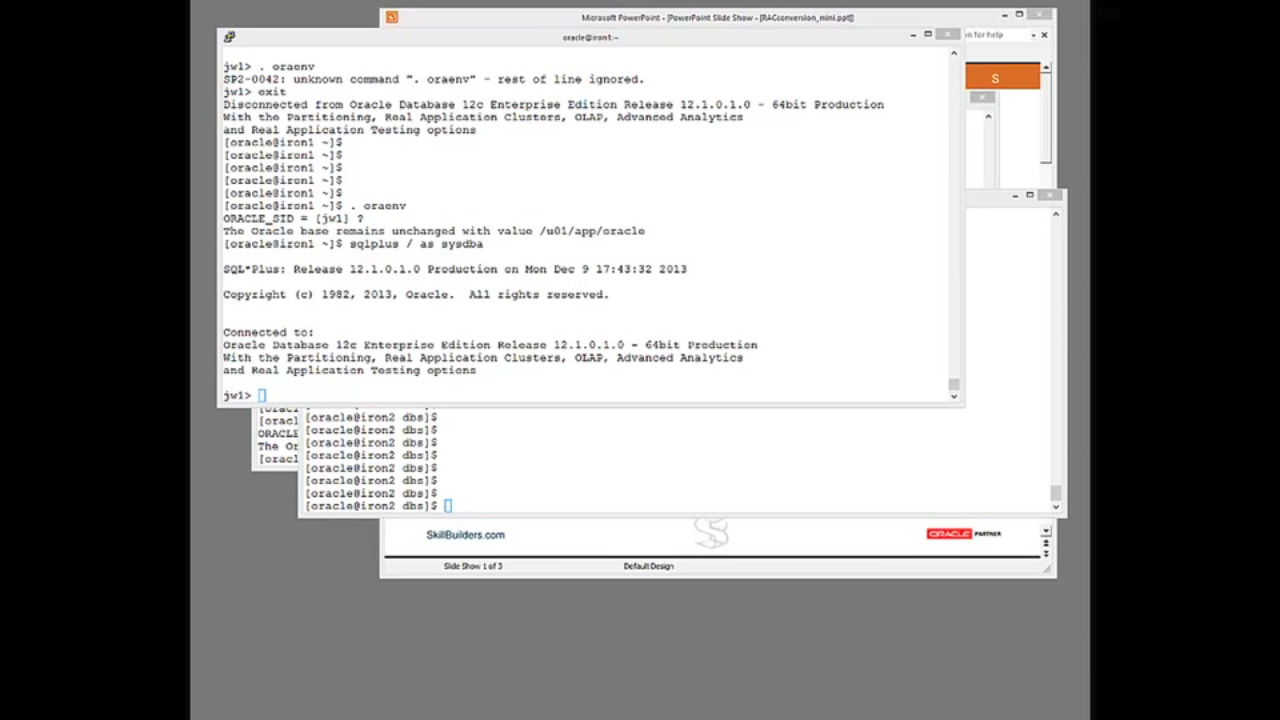 Microsoft PowerPoint - [PowerPoint Slide Show - [RACconversion_mini.ppt]]
oracle@iron1:~
n for help
S
jw1> . oraenv
SP2-0042: unknown command ". oraenv" - rest of line ignored.
jw1> exit
Disconnected from Oracle Database 12c Enterprise Edition Release 12.1.0.1.0 - 64bit Production
With the Partitioning, Real Application Clusters, OLAP, Advanced Analytics
and Real Application Testing options
[oracle@iron1 ~]$
[oracle@iron1 ~]$
[oracle@iron1 ~]$
[oracle@iron1 ~]$
[oracle@iron1 ~]$
[oracle@iron1 ~]$ . oraenv
ORACLE_SID = [jw1] ?
The Oracle base remains unchanged with value /u01/app/oracle
[oracle@iron1 ~]$ sqlplus / as sysdba
SQL*Plus: Release 12.1.0.1.0 Production on Mon Dec 9 17:43:32 2013
Copyright (c) 1982, 2013, Oracle.  All rights reserved.
Connected to:
Oracle Database 12c Enterprise Edition Release 12.1.0.1.0 - 64bit Production
With the Partitioning, Real Application Clusters, OLAP, Advanced Analytics
and Real Application Testing options
jw1>
[oracl
ORACLE
The Or
[oracl
[oracle@iron2 dbs]$
[oracle@iron2 dbs]$
[oracle@iron2 dbs]$
[oracle@iron2 dbs]$
[oracle@iron2 dbs]$
[oracle@iron2 dbs]$
[oracle@iron2 dbs]$
[oracle@iron2 dbs]$
SkillBuilders.com
ORACLE PARTNER
Slide Show 1 of 3
Default Design